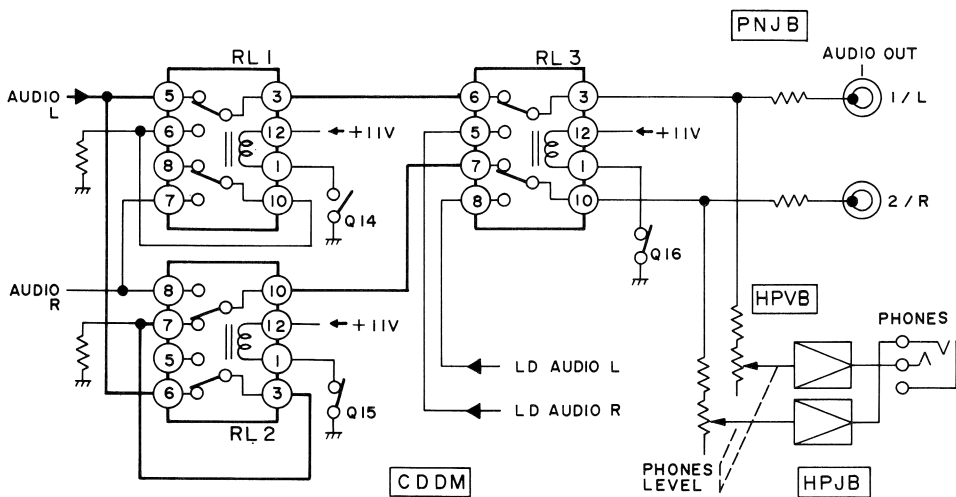 PNJB
AUDIO OUT
RL 1
RL 3
AUDIO L
5
3
6
3
1/L
6
12
+11V
5
12
+11V
8
1
7
1
7
10
Q14
8
10
2/R
Q16
AUDIO R
8
10
HPVB
7
12
+11V
PHONES
5
1
LD AUDIO L
6
3
Q15
LD AUDIO R
RL 2
PHONES LEVEL
CDDM
HPJB